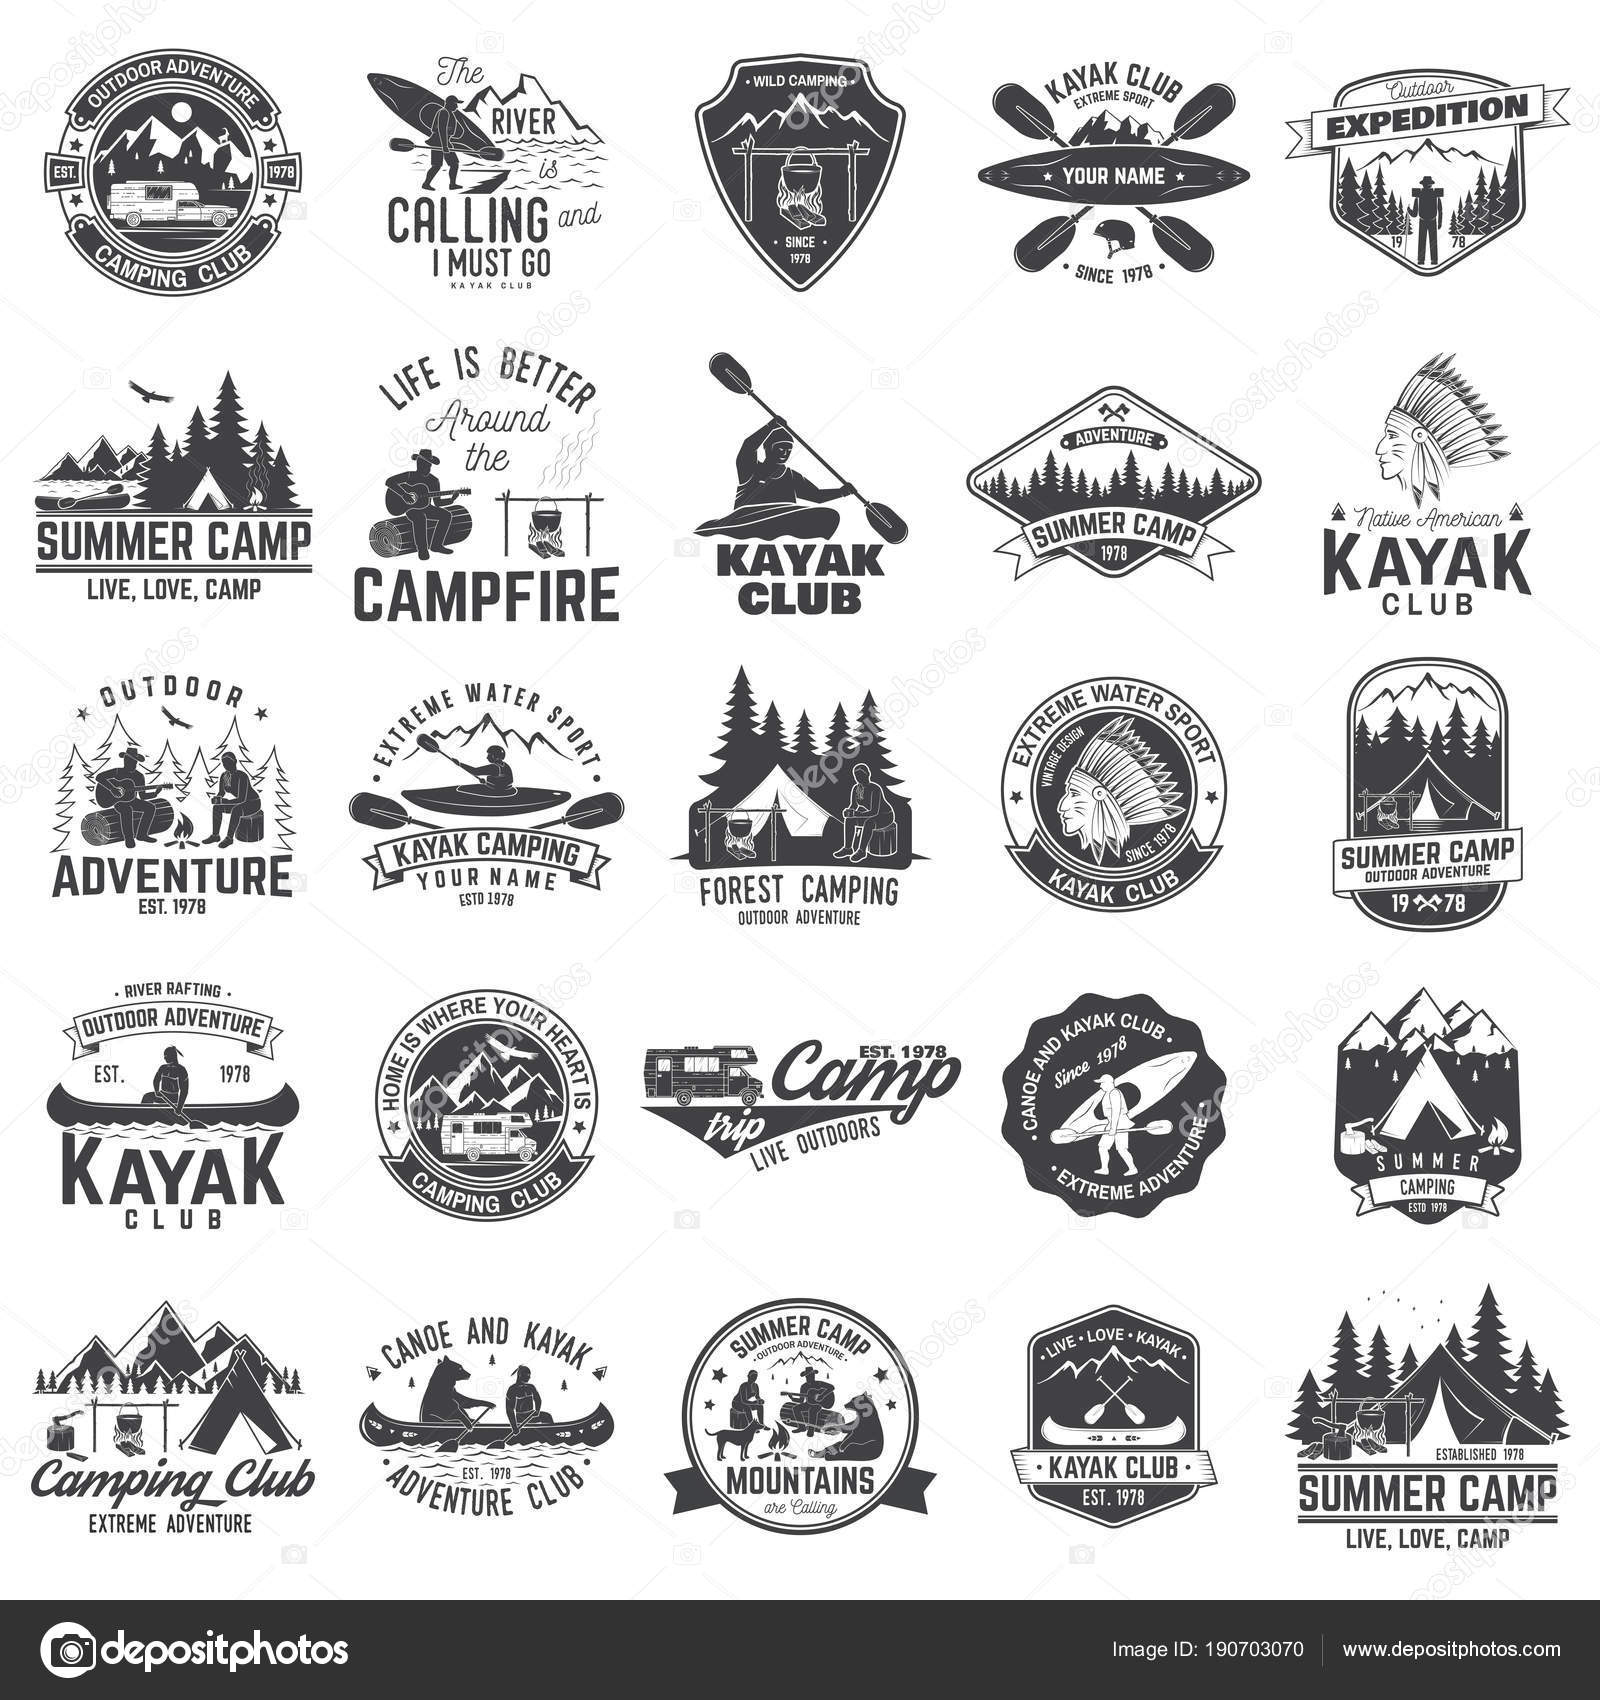 OUTDOOR ADVENTURE
EST.
1978
CAMPING CLUB
The
RIVER
is
CALLING and
I MUST GO
KAYAK CLUB
• WILD CAMPING •
• SINCE •
1978
KAYAK CLUB
EXTREME SPORT
YOUR NAME
• SINCE 1978 •
Outdoor
EXPEDITION
19 78
SUMMER CAMP
LIVE, LOVE, CAMP
LIFE IS BETTER
Around
the
CAMPFIRE
KAYAK
CLUB
• ADVENTURE •
SUMMER CAMP
1978
Native American
KAYAK
CLUB
OUTDOOR
ADVENTURE
EST. 1978
• EXTREME WATER SPORT •
KAYAK CAMPING
YOUR NAME
ESTD 1978
FOREST CAMPING
OUTDOOR ADVENTURE
EXTREME WATER SPORT
VINTAGE DESIGN
SINCE 1978
KAYAK CLUB
SUMMER CAMP
OUTDOOR ADVENTURE
19 78
• RIVER RAFTING •
OUTDOOR ADVENTURE
EST. 1978
KAYAK
CLUB
HOME IS WHERE YOUR HEART IS
CAMPING CLUB
EST. 1978
Camp
trip
LIVE OUTDOORS
• CANOE AND KAYAK CLUB •
Since 1978
• EXTREME ADVENTURE •
SUMMER
CAMPING
ESTD 1978
Camping Club
EXTREME ADVENTURE
CANOE AND KAYAK
EST. 1978
• ADVENTURE CLUB •
SUMMER CAMP
• OUTDOOR ADVENTURE •
MOUNTAINS
are Calling
• LIVE • LOVE • KAYAK •
• KAYAK CLUB •
EST. 1978
ESTABLISHED 1978
SUMMER CAMP
LIVE, LOVE, CAMP
depositphotos
Image ID: 190703070
www.depositphotos.com